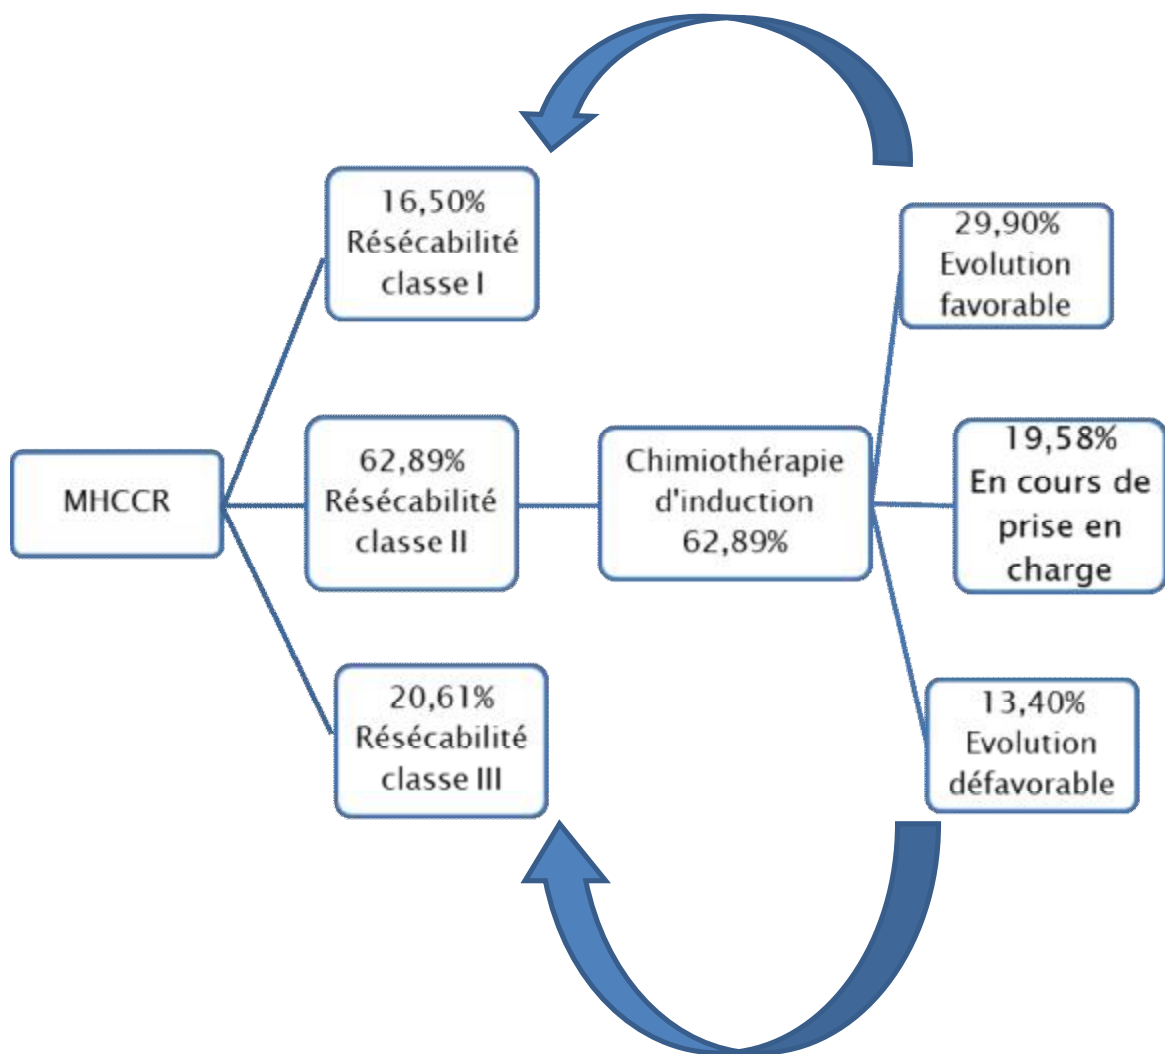 MHCCR
16,50%
Résécabilité
classe I
62,89%
Résécabilité
classe II
20,61%
Résécabilité
classe III
Chimiothérapie
d'induction
62,89%
29,90%
Evolution
favorable
19,58%
En cours de
prise en
charge
13,40%
Evolution
défavorable